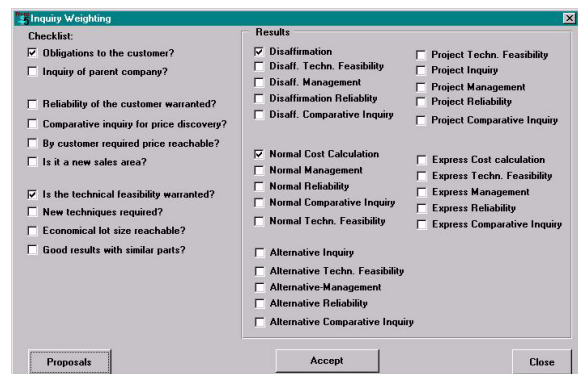 Inquiry Weighting
Checklist:
Obligations to the customer?
Inquiry of parent company?
Reliability of the customer warranted?
Comparative inquiry for price discovery?
By customer required price reachable?
Is it a new sales area?
Is the technical feasibility warranted?
New techniques required?
Economical lot size reachable?
Good results with similar parts?
Results
Disaffirmation
Disaff. Techn. Feasibility
Disaff. Management
Disaffirmation Reliablity
Disaff. Comparative Inquiry
Project Techn. Feasibility
Project Inquiry
Project Management
Project Reliability
Project Comparative Inquiry
Normal Cost Calculation
Normal Management
Normal Reliability
Normal Comparative Inquiry
Normal Techn. Feasibility
Express Cost calculation
Express Techn. Feasibility
Express Management
Express Reliability
Express Comparative Inquiry
Alternative Inquiry
Alternative Techn. Feasibility
Alternative-Management
Alternative Reliability
Alternative Comparative Inquiry
Proposals
Accept
Close